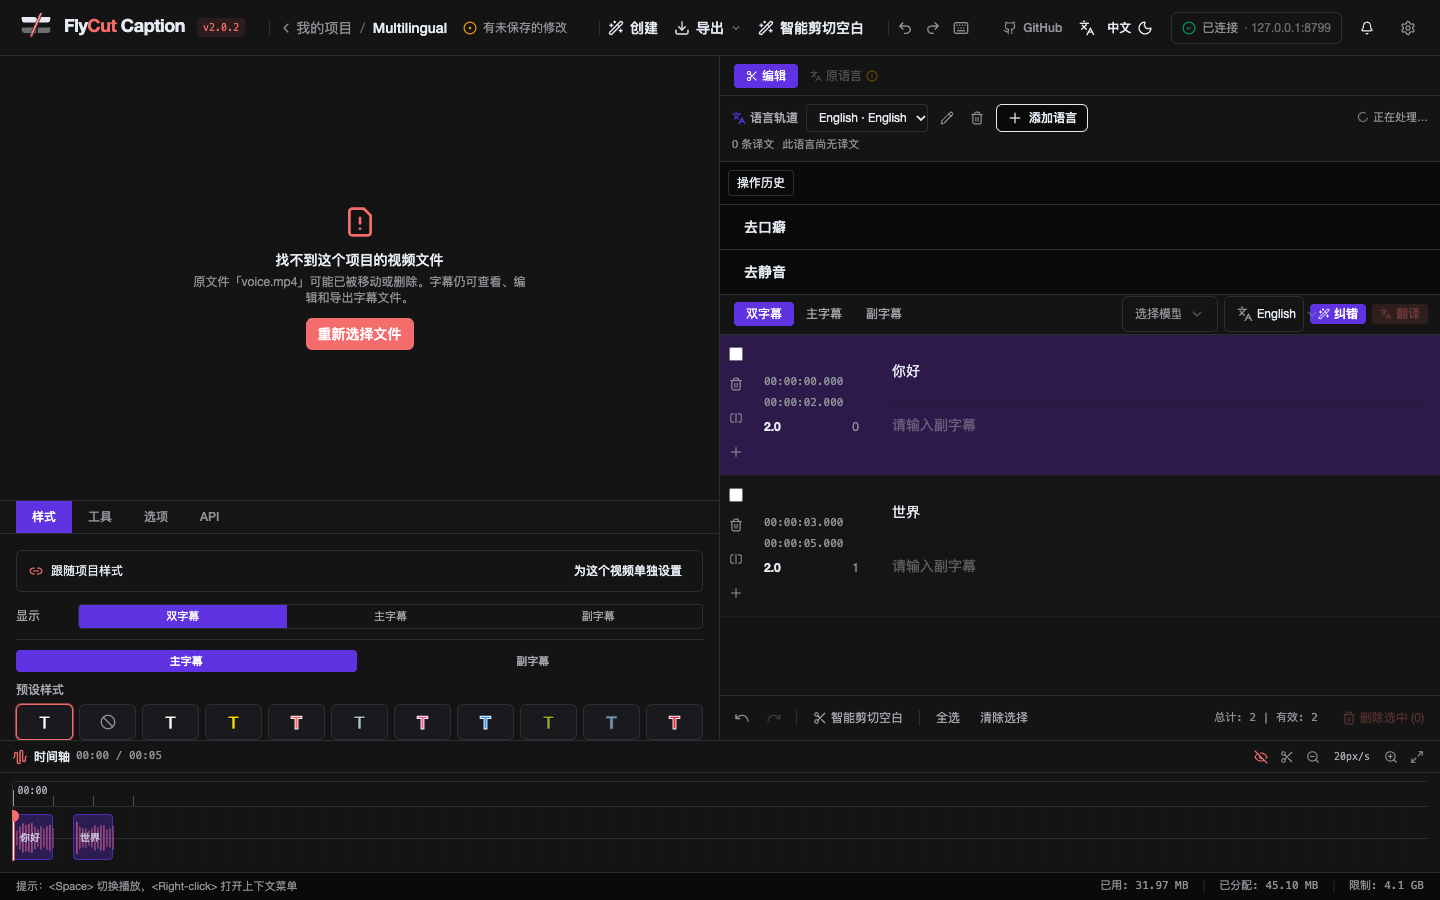 FlyCut Caption v2.0.2 我的项目 / Multilingual 有未保存的修改 创建 导出 智能剪切空白 GitHub 中文 已连接 · 127.0.0.1:8799
找不到这个项目的视频文件
原文件「voice.mp4」可能已被移动或删除。字幕仍可查看、编
辑和导出字幕文件。
重新选择文件
编辑 原语言
语言轨道 English · English 添加语言 正在处理...
0 条译文 此语言尚无译文
操作历史
去口癖
去静音
双字幕 主字幕 副字幕 选择模型 English 纠错 翻译
你好
00:00:00.000
00:00:02.000
2.0 0 请输入副字幕
世界
00:00:03.000
00:00:05.000
2.0 1 请输入副字幕
智能剪切空白 全选 清除选择 总计: 2 | 有效: 2 删除选中 (0)
样式 工具 选项 API
跟随项目样式 为这个视频单独设置
显示 双字幕 主字幕 副字幕
主字幕 副字幕
预设样式
T T T T T T T T T T
时间轴 00:00 / 00:05 20px/s
00:00
你好 世界
提示: <Space> 切换播放, <Right-click> 打开上下文菜单 已用: 31.97 MB 已分配: 45.10 MB 限制: 4.1 GB